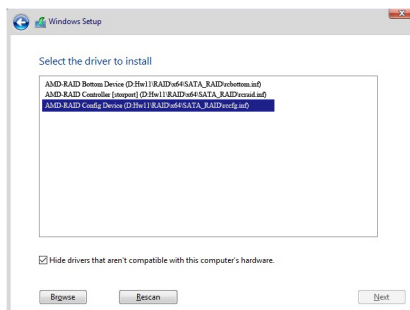 Windows Setup
Select the driver to install
AMD-RAID Bottom Device (D:Hw11\RAID\x64\SATA_RAID\rcbottom.inf)
AMD-RAID Controller [storport] (D:Hw11\RAID\x64\SATA_RAID\rcraid.inf)
AMD-RAID Config Device (D:Hw11\RAID\x64\SATA_RAID\rccfg.inf)
Hide drivers that aren't compatible with this computer's hardware.
Browse Rescan Next